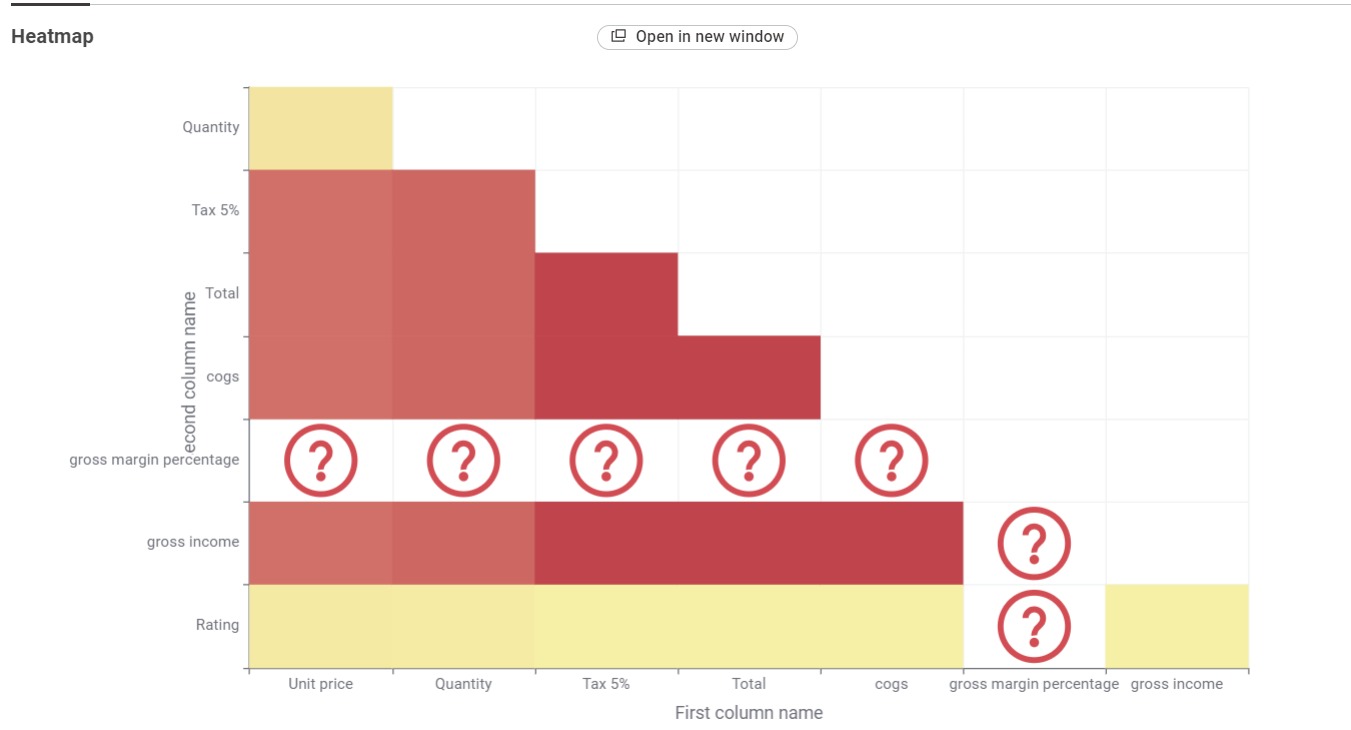 Heatmap
Open in new window
Quantity
Tax 5%
Total
cogs
gross margin percentage
gross income
Rating
econd column name
?
?
?
?
?
?
?
Unit price
Quantity
Tax 5%
Total
cogs
gross margin percentage
gross income
First column name